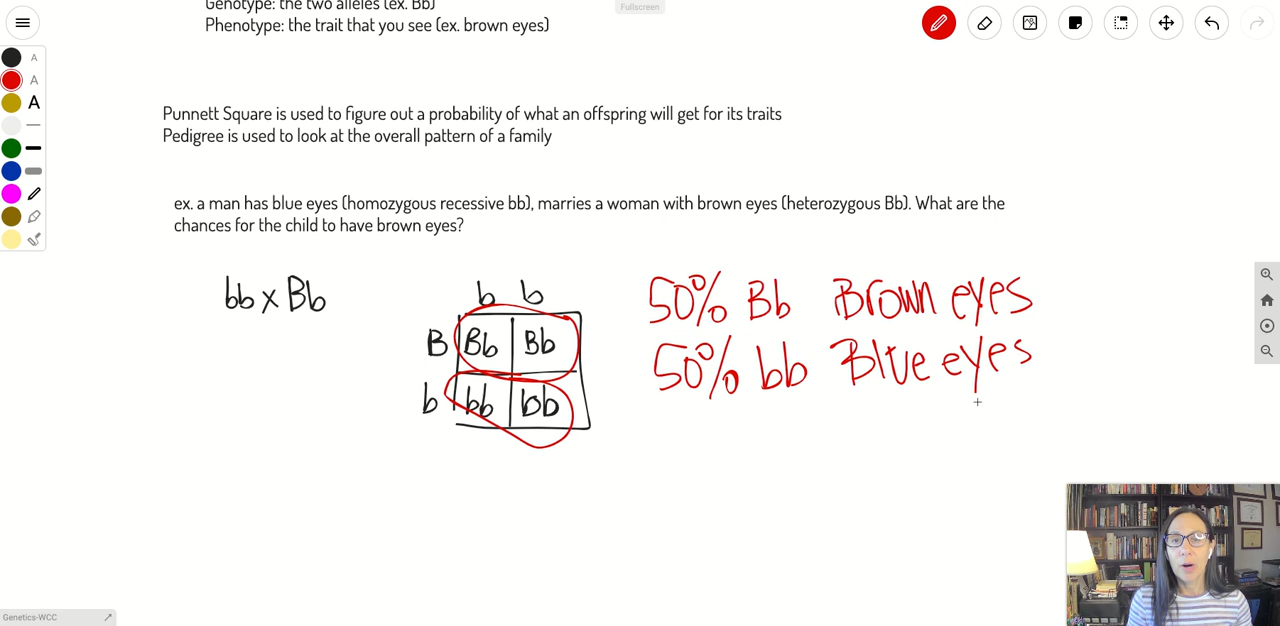 Genotype: the two alleles (ex. Bb)
Fullscreen
Phenotype: the trait that you see (ex. brown eyes)
A
A
A
Punnett Square is used to figure out a probability of what an offspring will get for its traits
Pedigree is used to look at the overall pattern of a family
ex. a man has blue eyes (homozygous recessive bb), marries a woman with brown eyes (heterozygous Bb). What are the
chances for the child to have brown eyes?
bb x Bb
b b
B Bb Bb
b bb bb
50% Bb Brown eyes
50% bb Blue eyes
Genetics-WCC